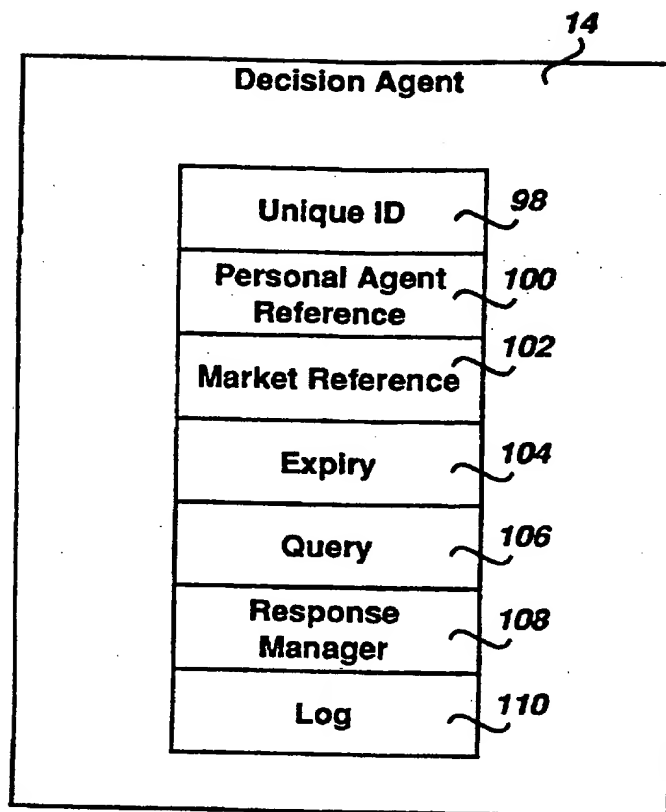 14
Decision Agent
Unique ID 98
Personal Agent 100
Reference
Market Reference 102
Expiry 104
Query 106
Response 108
Manager
Log 110